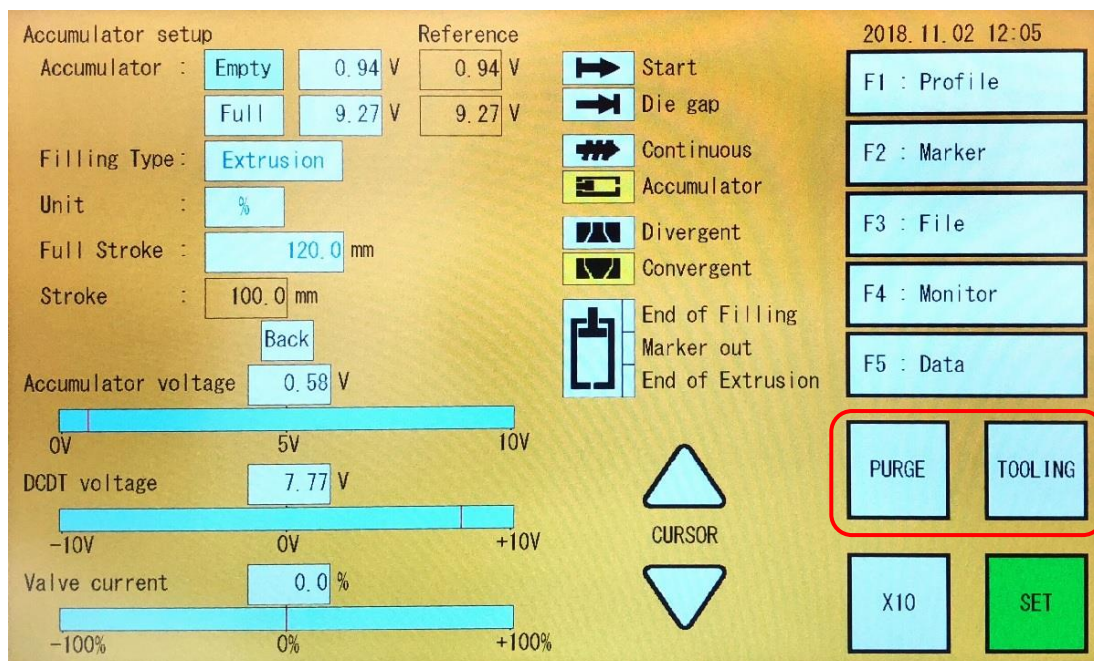 Accumulator setup
Reference
Accumulator : Empty 0.94 V 0.94 V
Full 9.27 V 9.27 V
Filling Type: Extrusion
Unit : %
Full Stroke : 120.0 mm
Stroke : 100.0 mm
Back
Accumulator voltage 0.58 V
0V 5V 10V
DCDT voltage 7.77 V
-10V 0V +10V
Valve current 0.0 %
-100% 0% +100%
Start
Die gap
Continuous
Accumulator
Divergent
Convergent
End of Filling
Marker out
End of Extrusion
CURSOR
2018.11.02 12:05
F1 : Profile
F2 : Marker
F3 : File
F4 : Monitor
F5 : Data
PURGE TOOLING
X10 SET